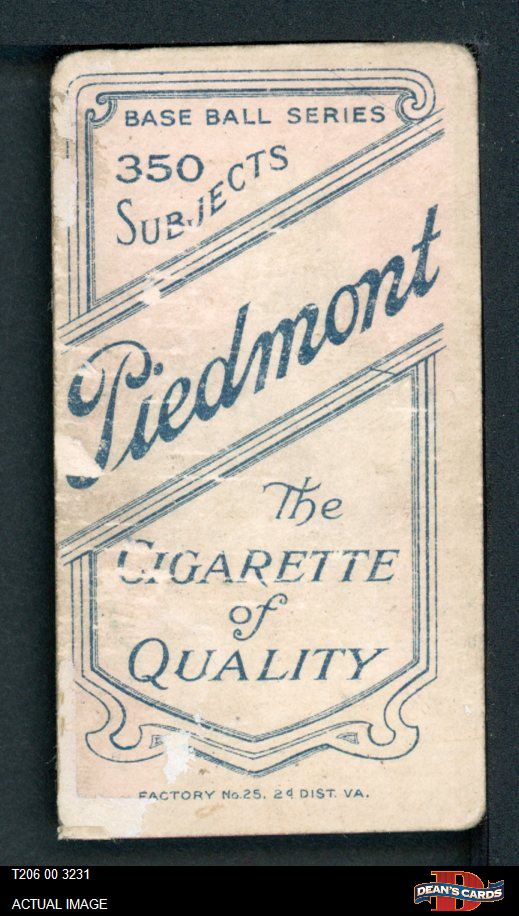 BASE BALL SERIES
350
SUBJECTS
Piedmont
The
CIGARETTE
of
QUALITY
FACTORY No. 25. 2d DIST. VA.
T206 00 3231
ACTUAL IMAGE
DEAN'S CARDS